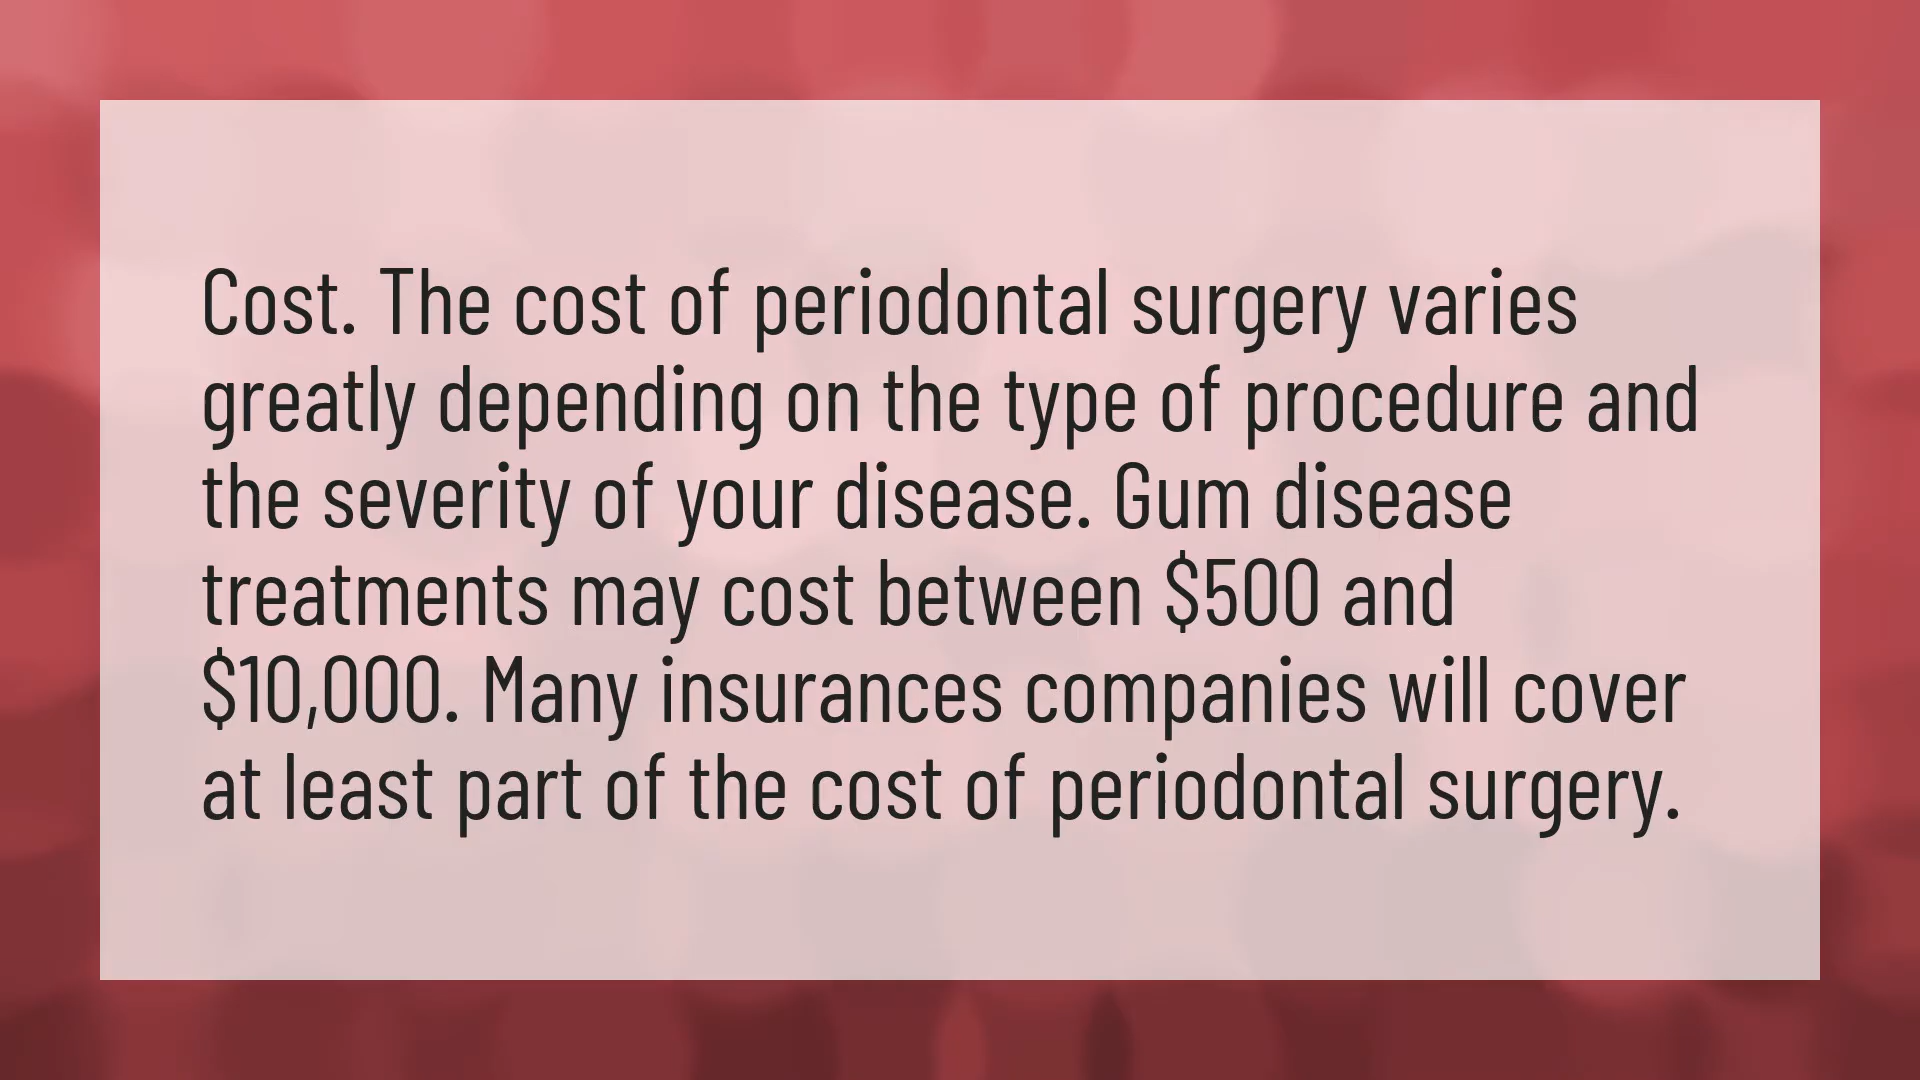 Cost. The cost of periodontal surgery varies
greatly depending on the type of procedure and
the severity of your disease. Gum disease
treatments may cost between $500 and
$10,000. Many insurances companies will cover
at least part of the cost of periodontal surgery.